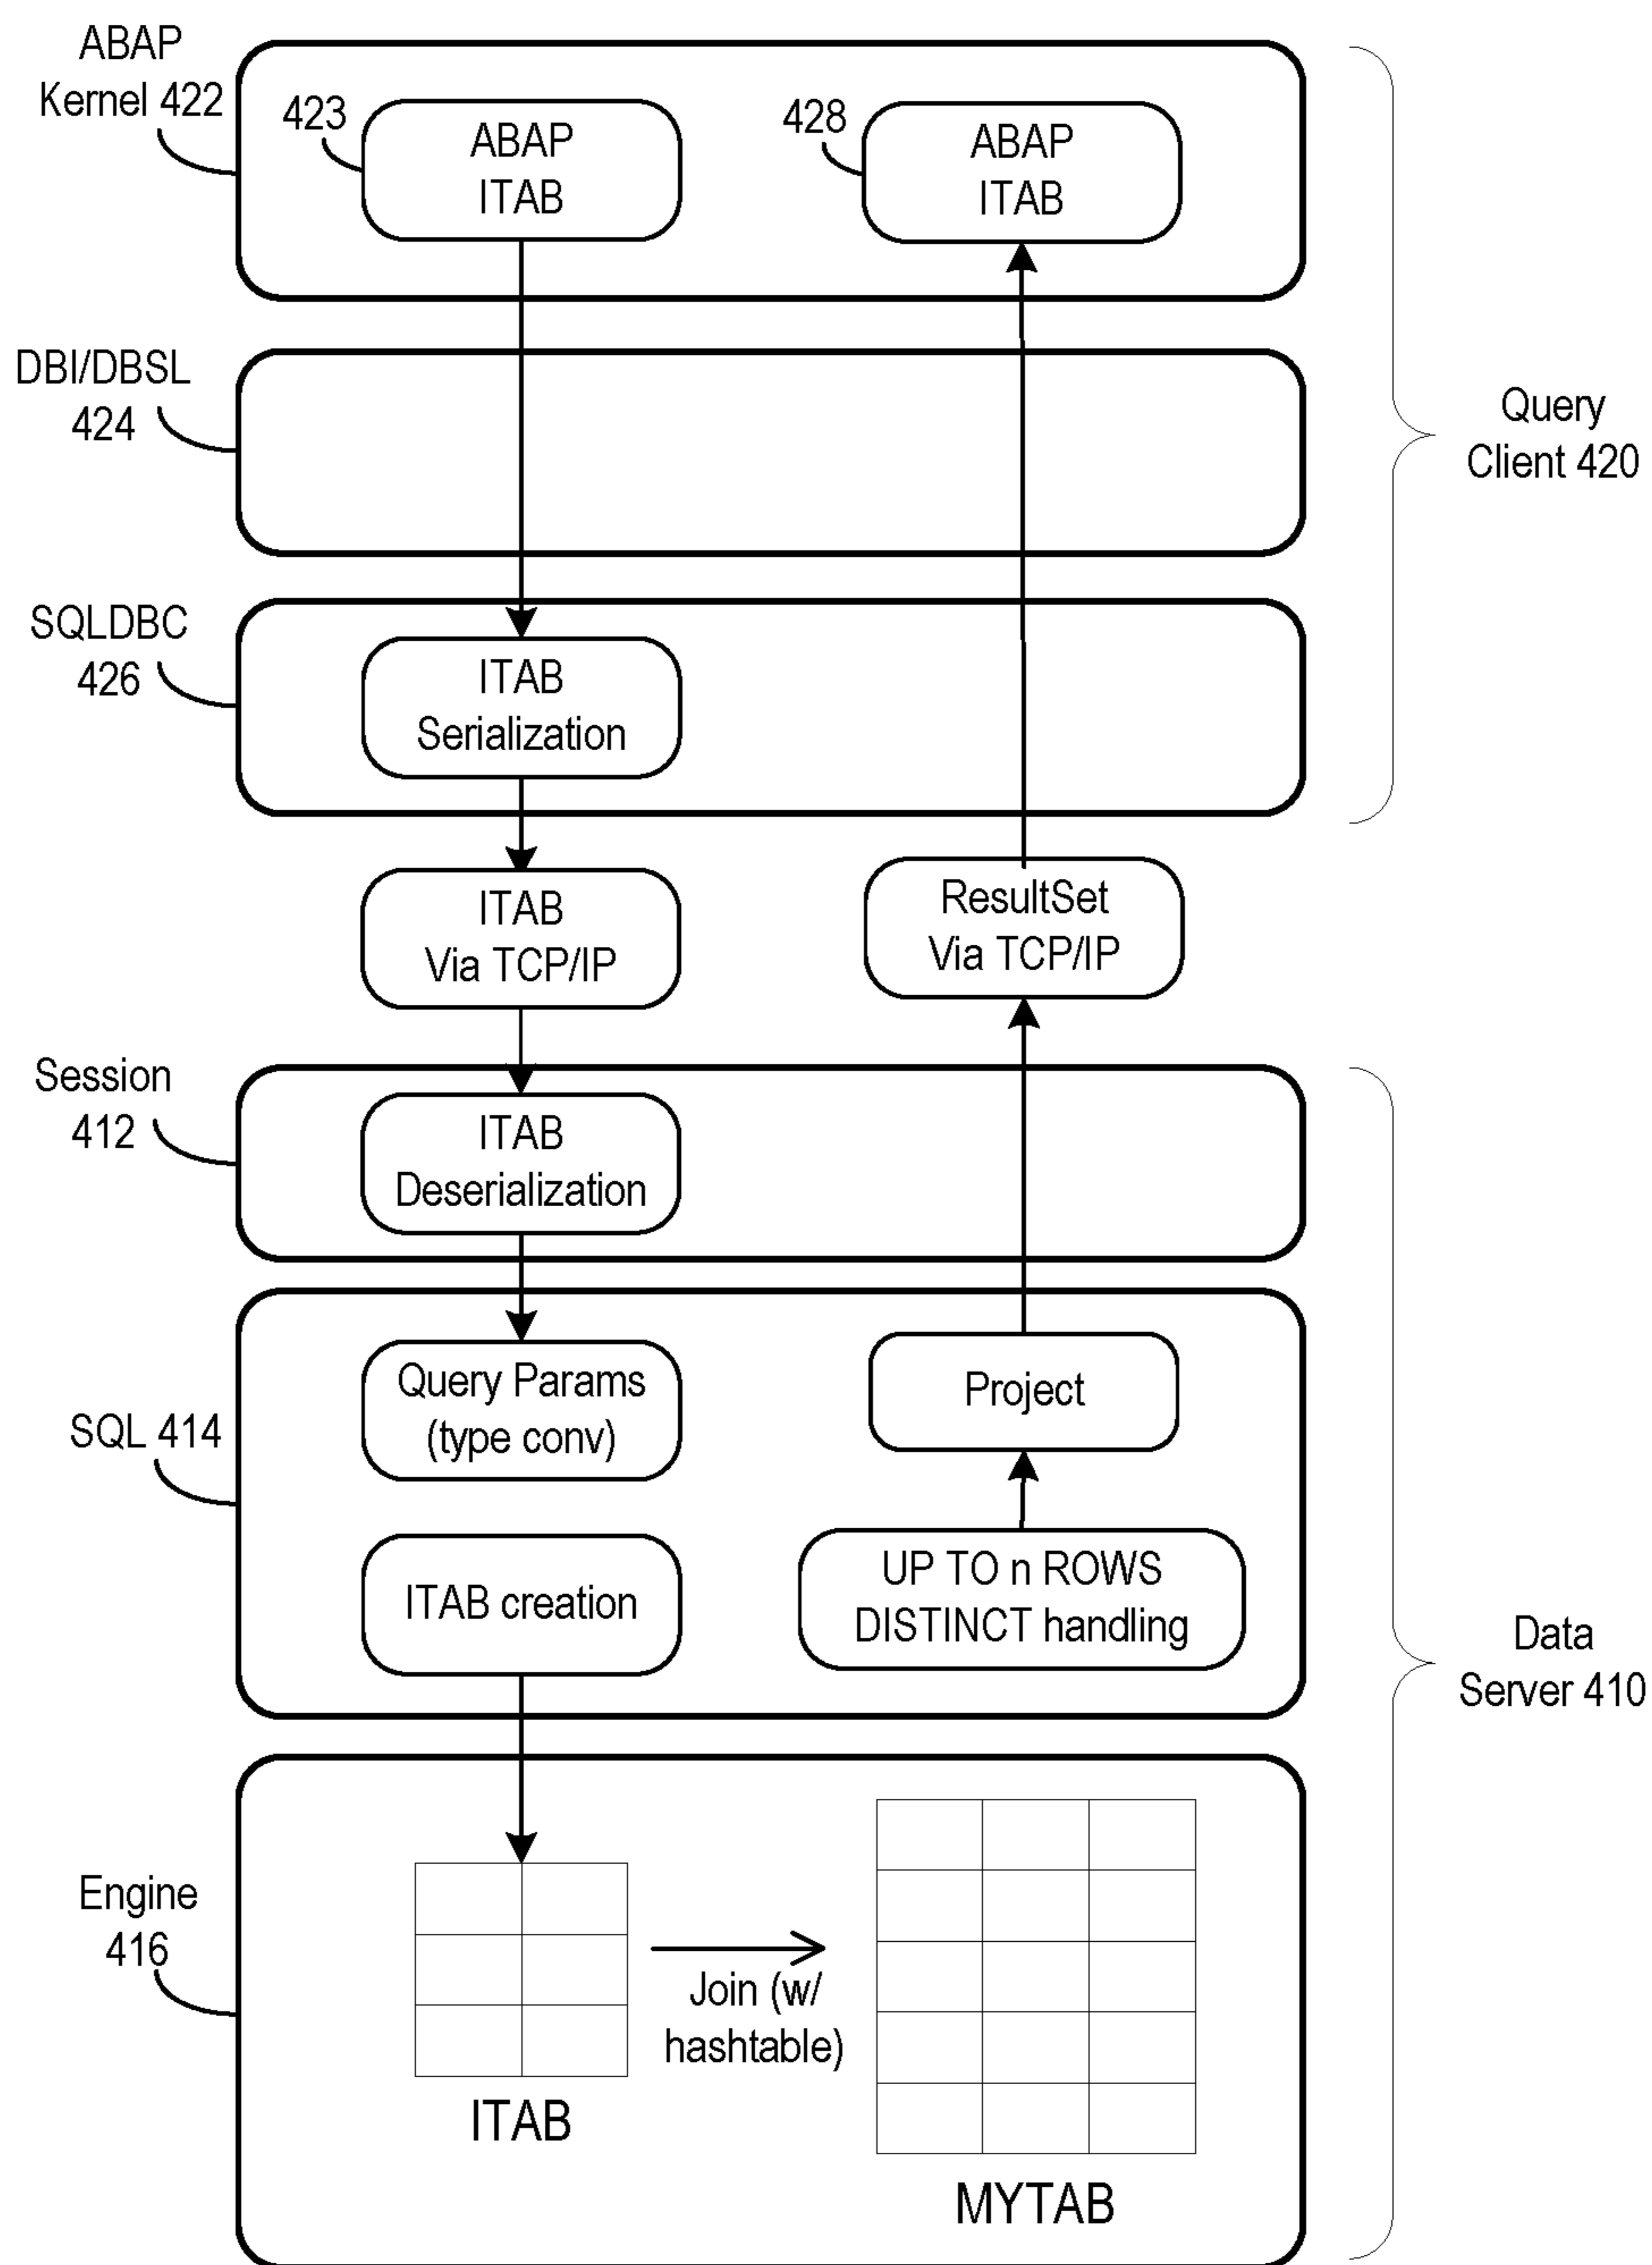 ABAP
Kernel 422
423
ABAP
ITAB
428
ABAP
ITAB
DBI/DBSL
424
Query
Client 420
SQLDBC
426
ITAB
Serialization
ITAB
Via TCP/IP
ResultSet
Via TCP/IP
Session
412
ITAB
Deserialization
SQL 414
Query Params
(type conv)
Project
ITAB creation
UP TO n ROWS
DISTINCT handling
Data
Server 410
Engine
416
Join (w/
hashtable)
ITAB
MYTAB